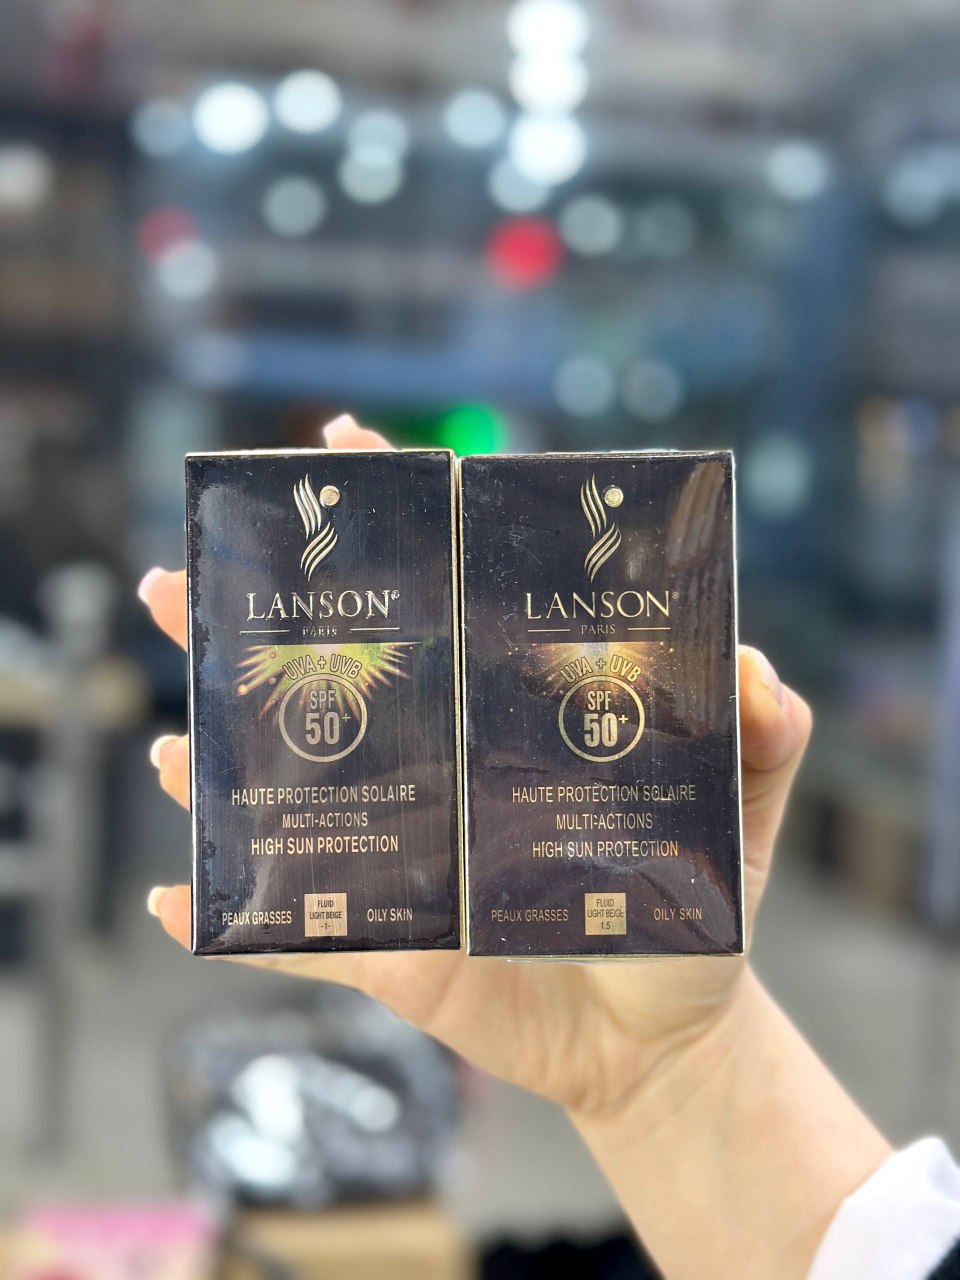 LANSON®
PARIS
UVA + UVB
SPF
50+
HAUTE PROTECTION SOLAIRE
MULTI-ACTIONS
HIGH SUN PROTECTION
PEAUX GRASSES
FLUID
LIGHT BEIGE
-1-
OILY SKIN
LANSON®
PARIS
UVA + UVB
SPF
50+
HAUTE PROTECTION SOLAIRE
MULTI-ACTIONS
HIGH SUN PROTECTION
PEAUX GRASSES
FLUID
LIGHT BEIGE
1.5
OILY SKIN